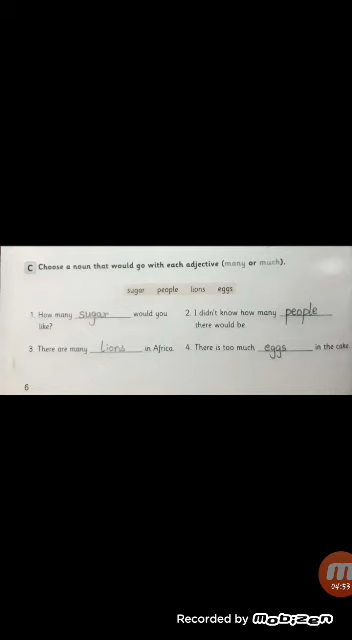 C Choose a noun that would go with each adjective (many or much).
sugar people lions eggs
1. How many sugar would you like?
2. I didn't know how many people there would be.
3. There are many Lions in Africa.
4. There is too much eggs in the cake.
6
04:53
Recorded by Mobizen